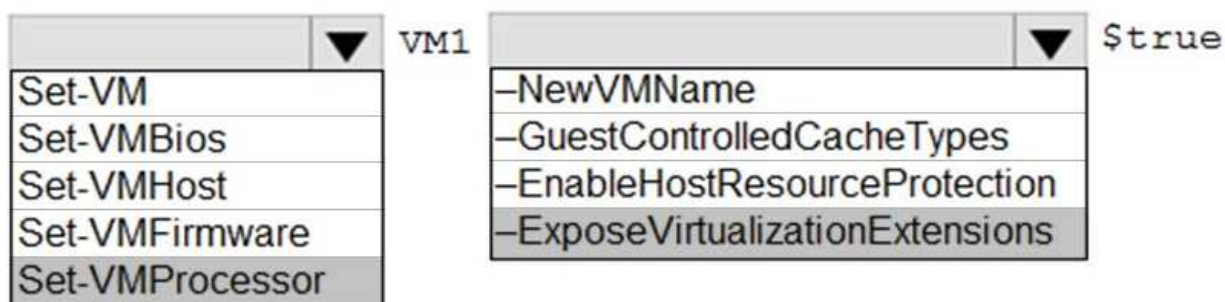 VM1 $true
Set-VM
Set-VMBios
Set-VMHost
Set-VMFirmware
Set-VMProcessor
–NewVMName
–GuestControlledCacheTypes
–EnableHostResourceProtection
–ExposeVirtualizationExtensions